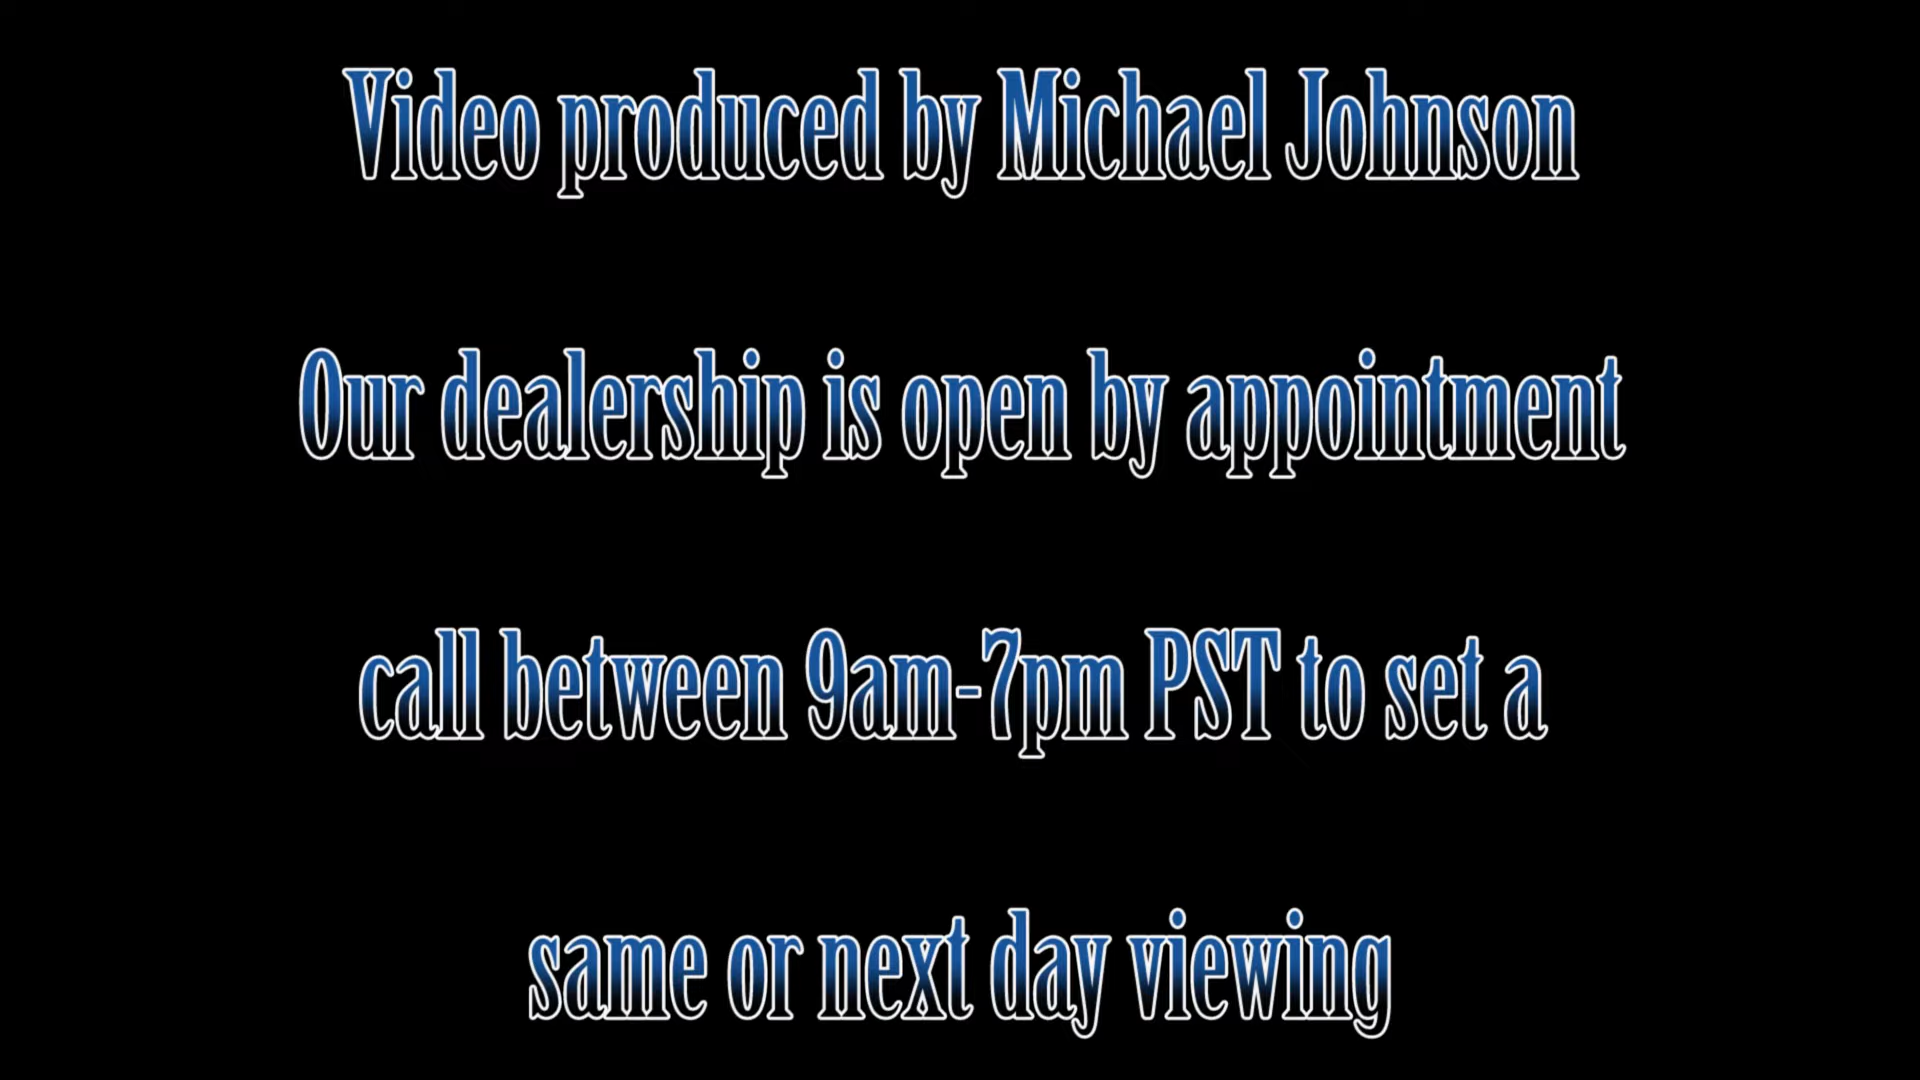 Video produced by Michael Johnson
Our dealership is open by appointment
call between 9am-7pm PST to set a
same or next day viewing